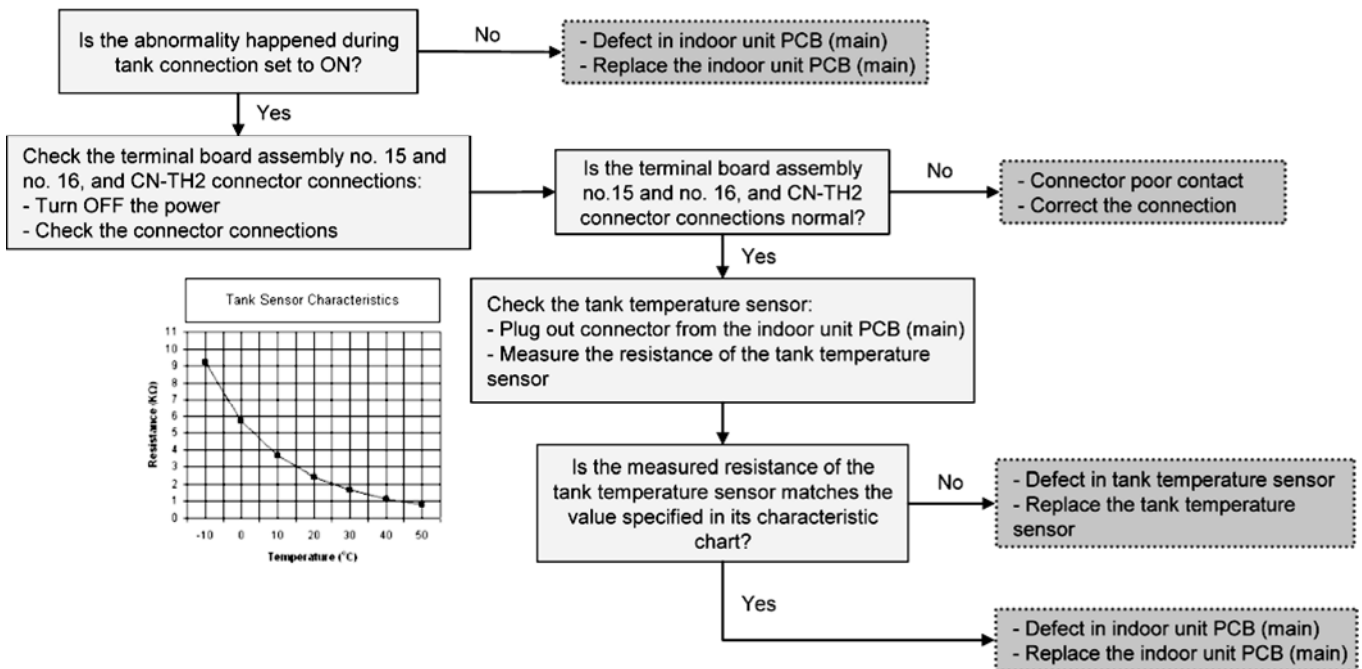 Is the abnormality happened during
tank connection set to ON?
No
- Defect in indoor unit PCB (main)
- Replace the indoor unit PCB (main)
Yes
Check the terminal board assembly no. 15 and
no. 16, and CN-TH2 connector connections:
- Turn OFF the power
- Check the connector connections
Is the terminal board assembly
no.15 and no. 16, and CN-TH2
connector connections normal?
No
- Connector poor contact
- Correct the connection
Yes
Tank Sensor Characteristics
Resistance (KΩ)
11
10
9
8
7
6
5
4
3
2
1
0
-10 0 10 20 30 40 50
Temperature (°C)
Check the tank temperature sensor:
- Plug out connector from the indoor unit PCB (main)
- Measure the resistance of the tank temperature
sensor
Is the measured resistance of the
tank temperature sensor matches the
value specified in its characteristic
chart?
No
- Defect in tank temperature sensor
- Replace the tank temperature
sensor
Yes
- Defect in indoor unit PCB (main)
- Replace the indoor unit PCB (main)